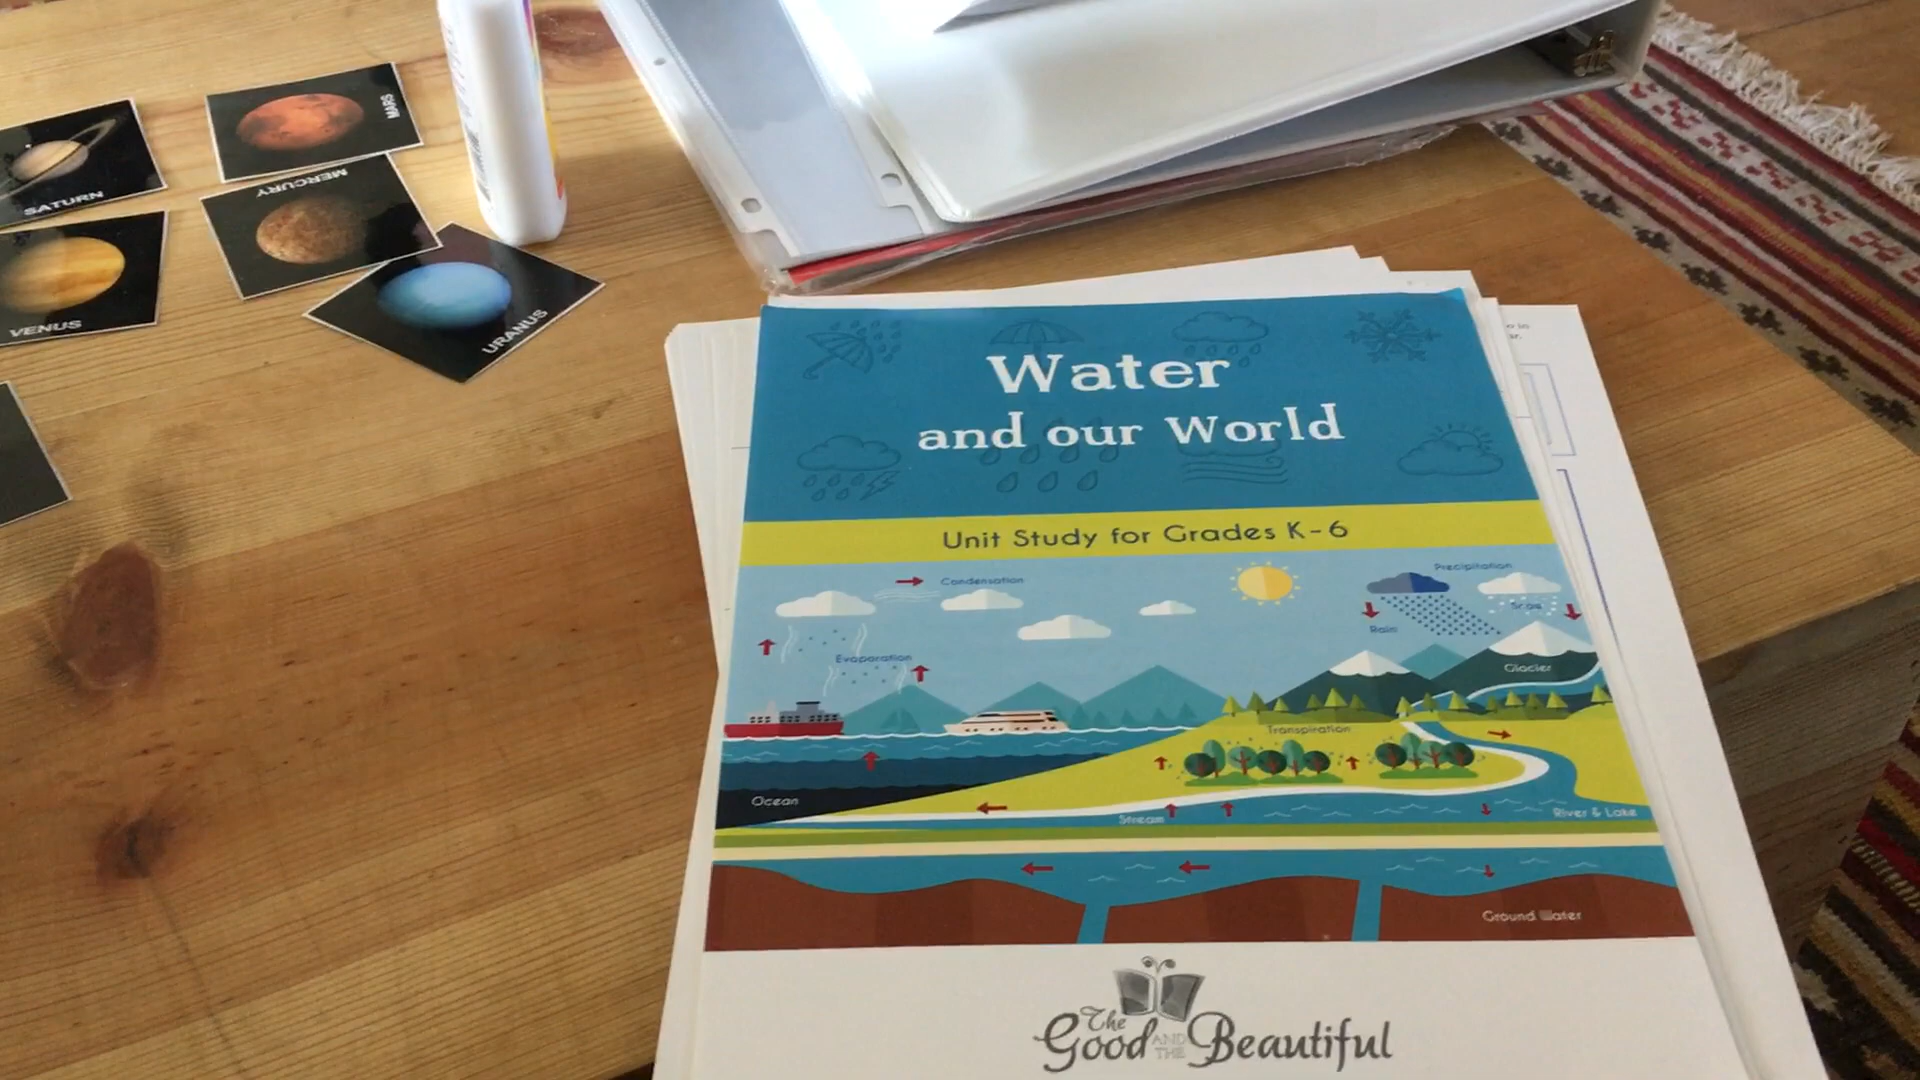 SATURN
MARS
MERCURY
VENUS
URANUS
Water
and our World
Unit Study for Grades K-6
Condensation
Precipitation
Snow
Rain
Evaporation
Glacier
Transpiration
Ocean
Stream
River & Lake
Ground Water
The
Good AND THE Beautiful